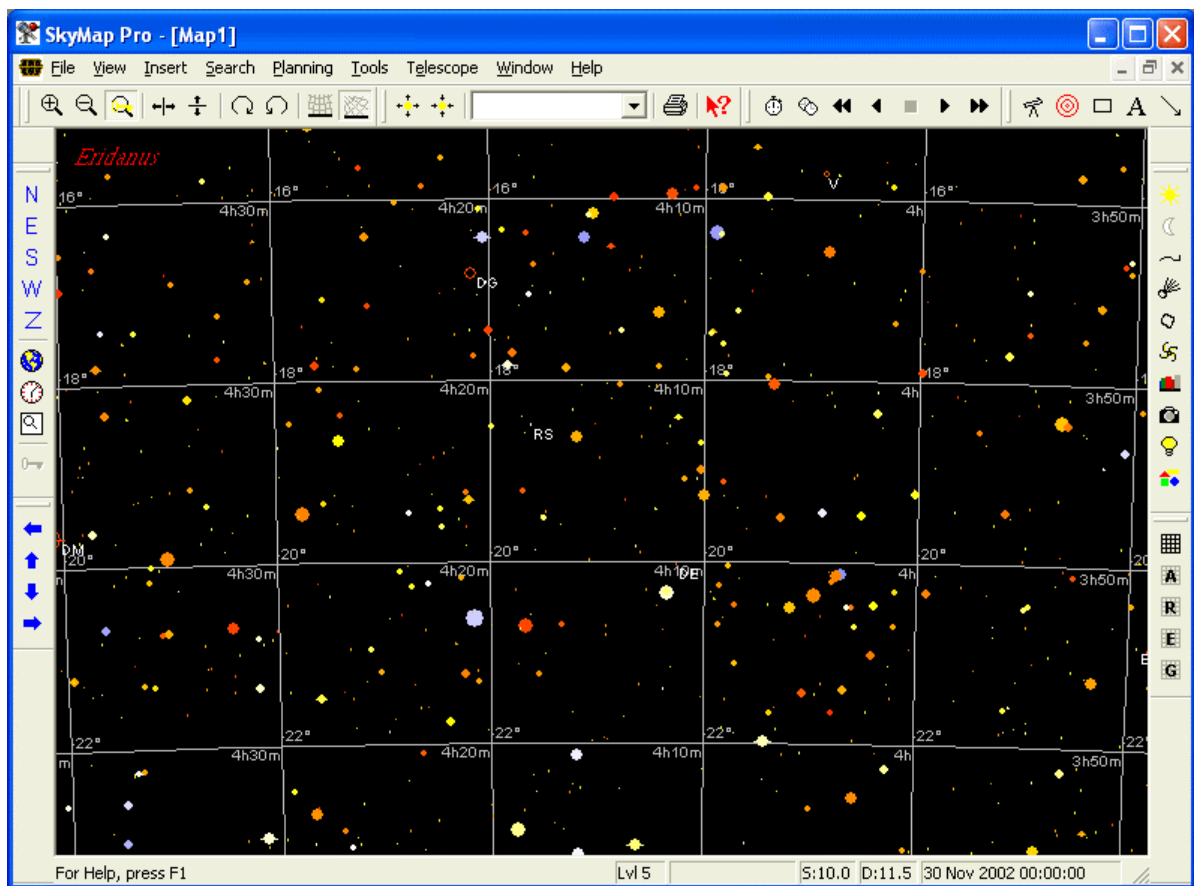 SkyMap Pro - [Map1]
File View Insert Search Planning Tools Telescope Window Help
A
Eridanus
V
16° 16° 16° 16° 16°
4h30m 4h20m 4h10m 4h 3h50m
N
E
S
W
Z
DG
18° 18° 18° 18° 18° 1
4h30m 4h20m 4h10m 4h 3h50m
RS
DM
20° 20° 20° 20° 20° 20
n 4h30m 4h20m 4h10m DE 4h 3h50m
A
R
E
E
G
22° 22° 22° 22° 22° 22
m 4h30m 4h20m 4h10m 4h 3h50m
For Help, press F1 Lvl 5 S:10.0 D:11.5 30 Nov 2002 00:00:00